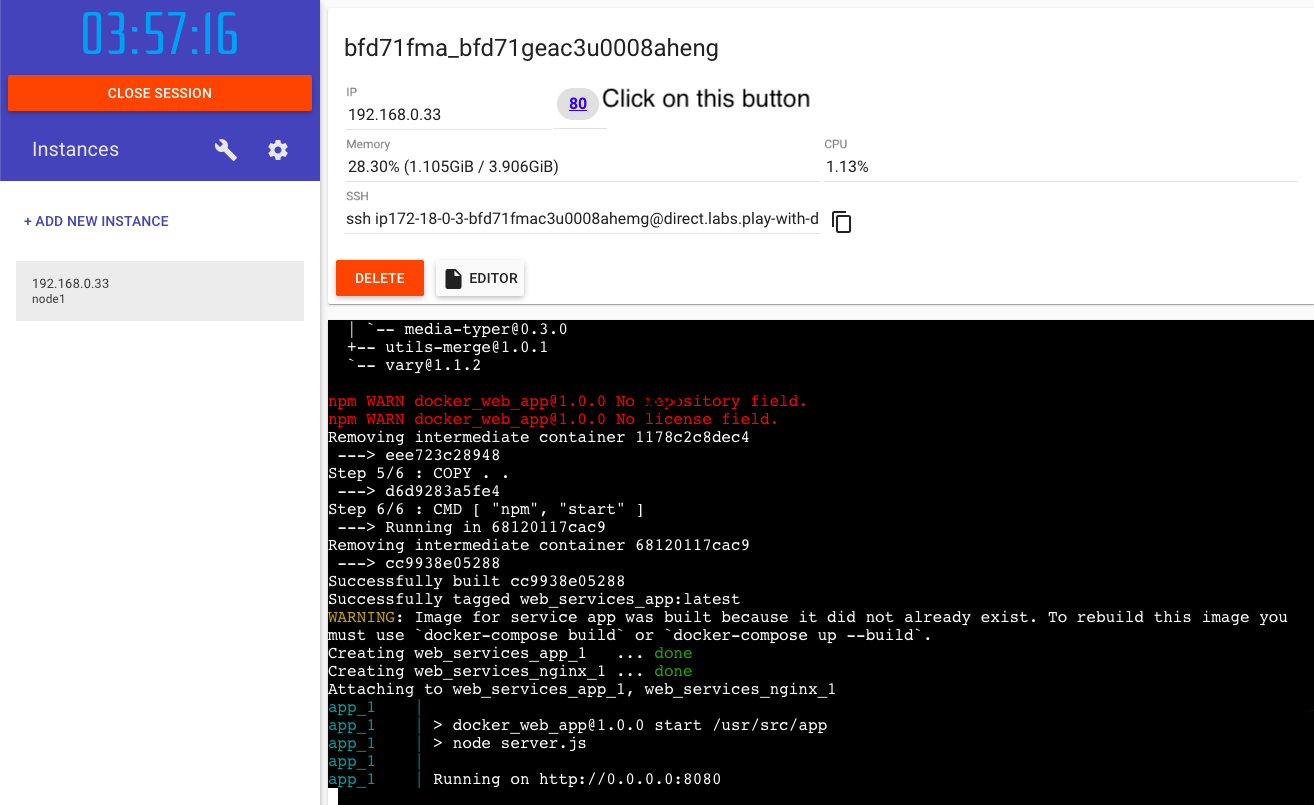 03:57:16
CLOSE SESSION
Instances
+ ADD NEW INSTANCE
192.168.0.33
node1
bfd71fma_bfd71geac3u0008aheng
IP
192.168.0.33
80 Click on this button
Memory
28.30% (1.105GiB / 3.906GiB)
CPU
1.13%
SSH
ssh ip172-18-0-3-bfd71fmac3u0008ahemg@direct.labs.play-with-d
DELETE
EDITOR
| `-- media-typer@0.3.0
+-- utils-merge@1.0.1
`-- vary@1.1.2
npm WARN docker_web_app@1.0.0 No repository field.
npm WARN docker_web_app@1.0.0 No license field.
Removing intermediate container 1178c2c8dec4
---> eee723c28948
Step 5/6 : COPY . .
---> d6d9283a5fe4
Step 6/6 : CMD [ "npm", "start" ]
---> Running in 68120117cac9
Removing intermediate container 68120117cac9
---> cc9938e05288
Successfully built cc9938e05288
Successfully tagged web_services_app:latest
WARNING: Image for service app was built because it did not already exist. To rebuild this image you
must use `docker-compose build` or `docker-compose up --build`.
Creating web_services_app_1   ... done
Creating web_services_nginx_1 ... done
Attaching to web_services_app_1, web_services_nginx_1
app_1    |
app_1    | > docker_web_app@1.0.0 start /usr/src/app
app_1    | > node server.js
app_1    |
app_1    | Running on http://0.0.0.0:8080